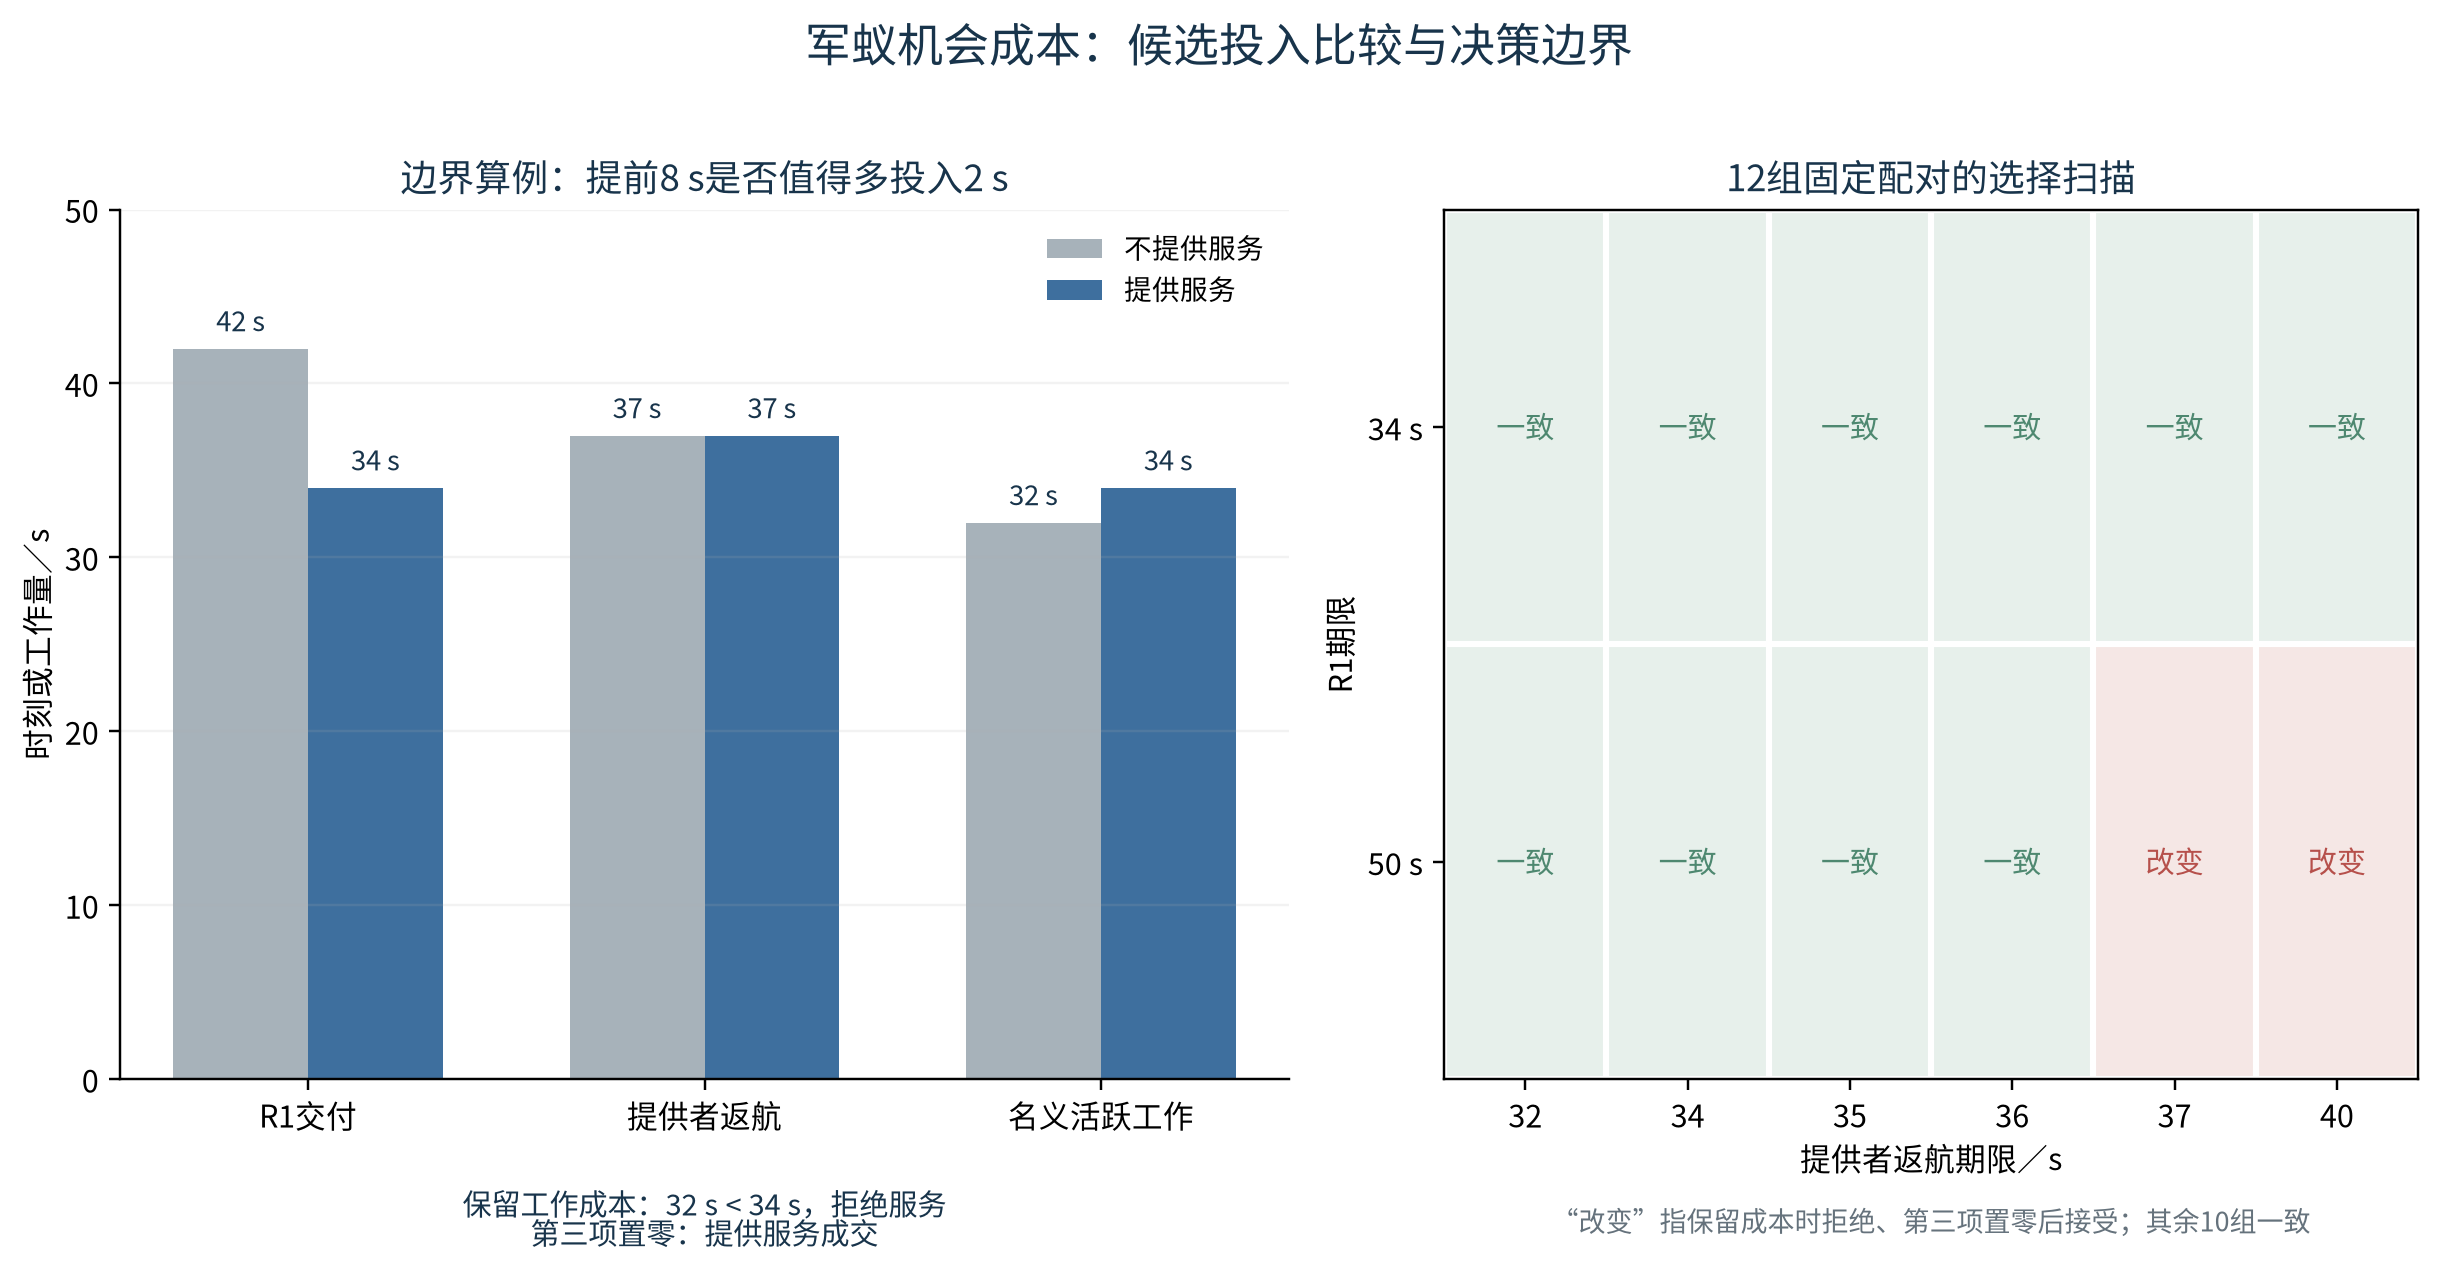 军蚁机会成本：候选投入比较与决策边界
边界算例：提前8 s是否值得多投入2 s
时刻或工作量／s
50
40
30
20
10
0
不提供服务
提供服务
42 s
34 s
37 s
37 s
32 s
34 s
R1交付
提供者返航
名义活跃工作
保留工作成本：32 s < 34 s，拒绝服务
第三项置零：提供服务成交
12组固定配对的选择扫描
R1期限
34 s
一致 一致 一致 一致 一致 一致
50 s
一致 一致 一致 一致 改变 改变
32 34 35 36 37 40
提供者返航期限／s
“改变”指保留成本时拒绝、第三项置零后接受；其余10组一致